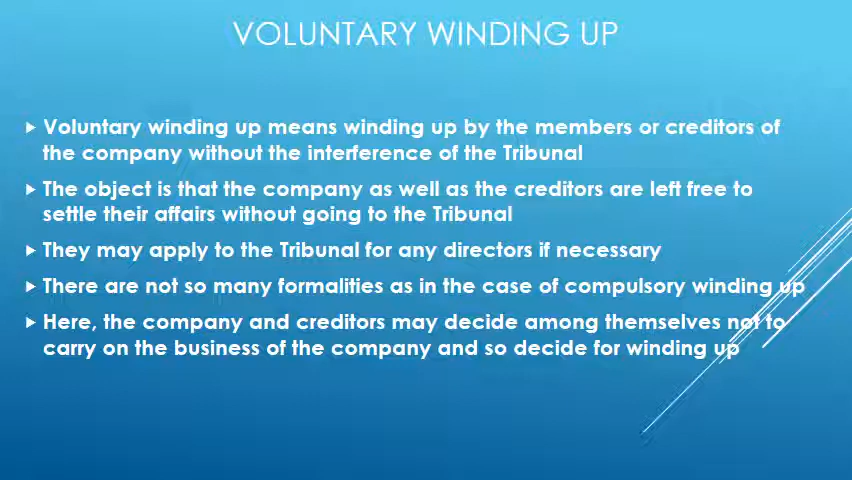 VOLUNTARY WINDING UP
Voluntary winding up means winding up by the members or creditors of
the company without the interference of the Tribunal
The object is that the company as well as the creditors are left free to
settle their affairs without going to the Tribunal
They may apply to the Tribunal for any directors if necessary
There are not so many formalities as in the case of compulsory winding up
Here, the company and creditors may decide among themselves not to
carry on the business of the company and so decide for winding up